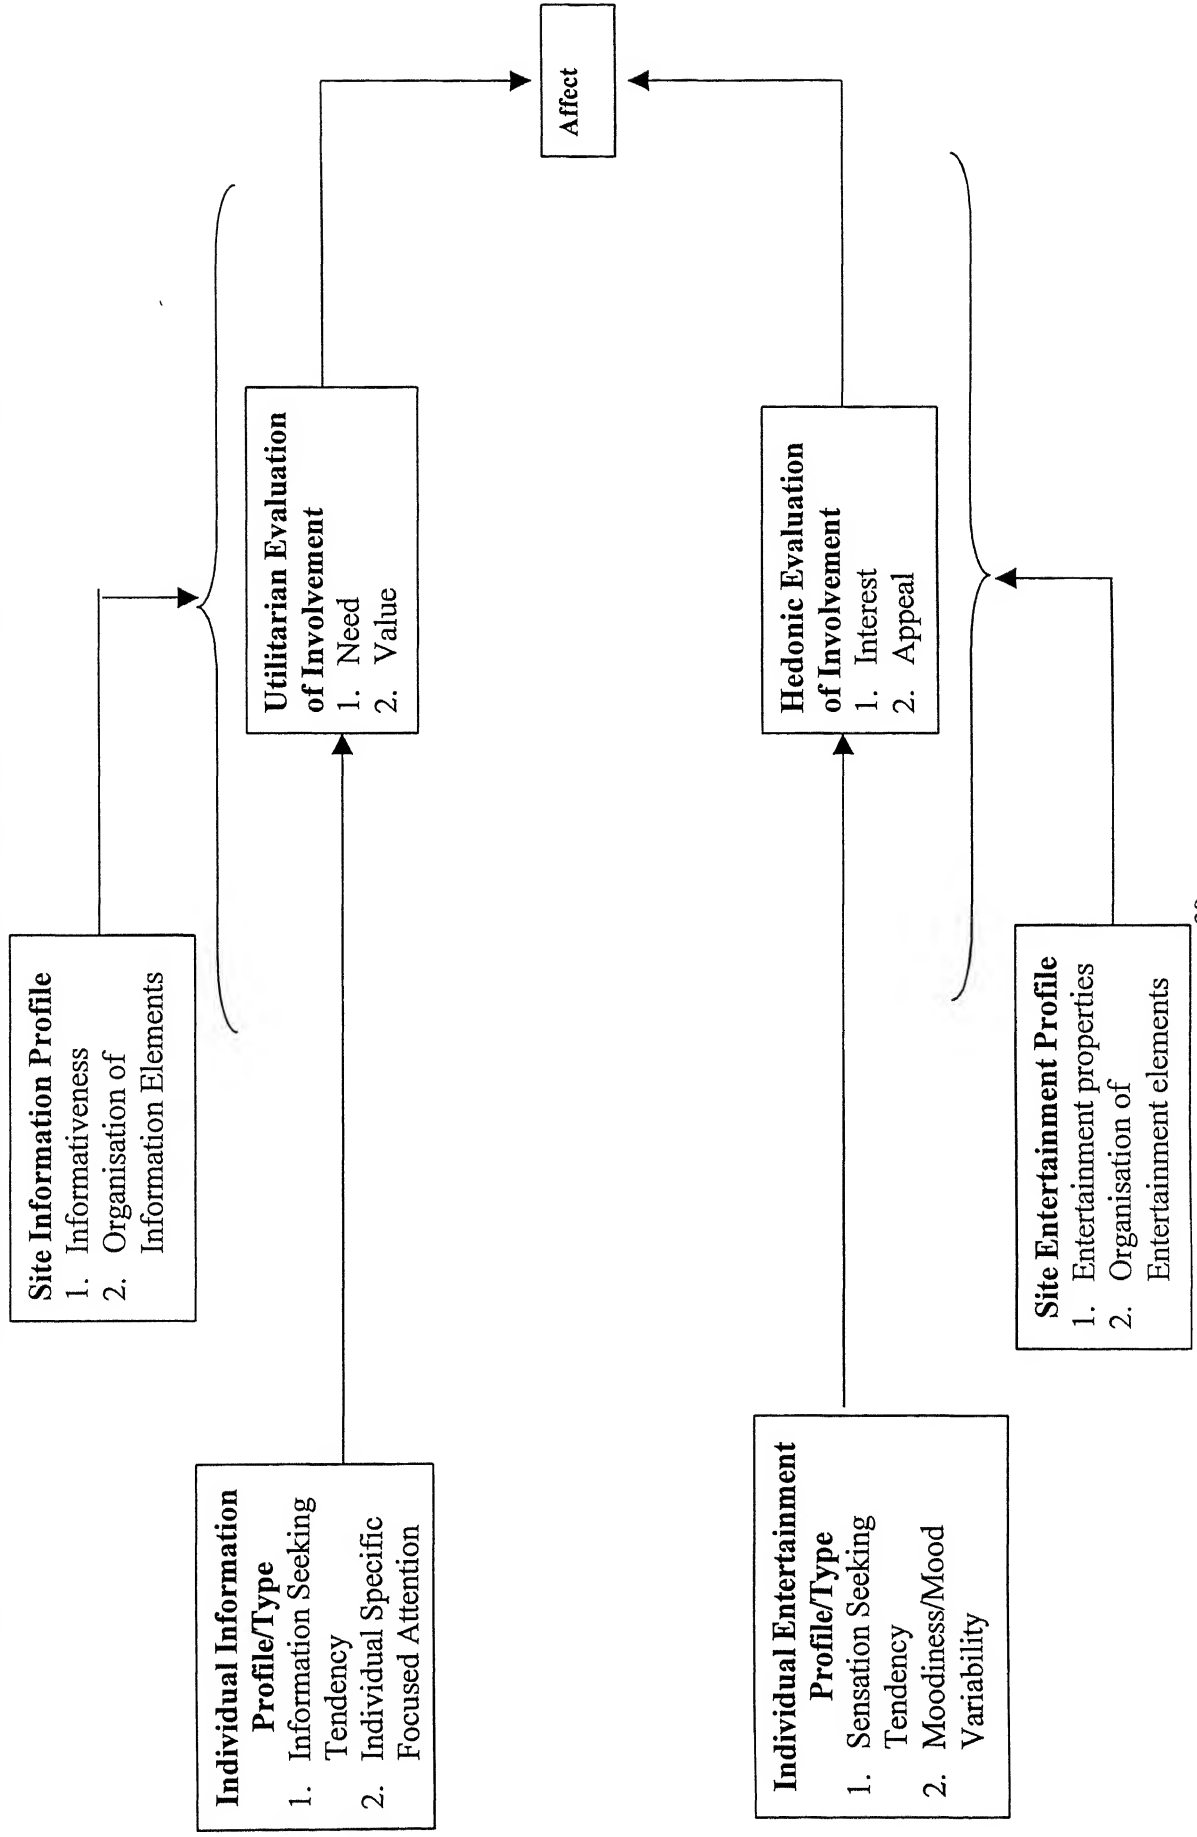 Site Information Profile
1. Informativeness
2. Organisation of
Information Elements
Individual Information
Profile/Type
1. Information Seeking
Tendency
2. Individual Specific
Focused Attention
Utilitarian Evaluation
of Involvement
1. Need
2. Value
Affect
Individual Entertainment
Profile/Type
1. Sensation Seeking
Tendency
2. Moodiness/Mood
Variability
Hedonic Evaluation
of Involvement
1. Interest
2. Appeal
Site Entertainment Profile
1. Entertainment properties
2. Organisation of
Entertainment elements